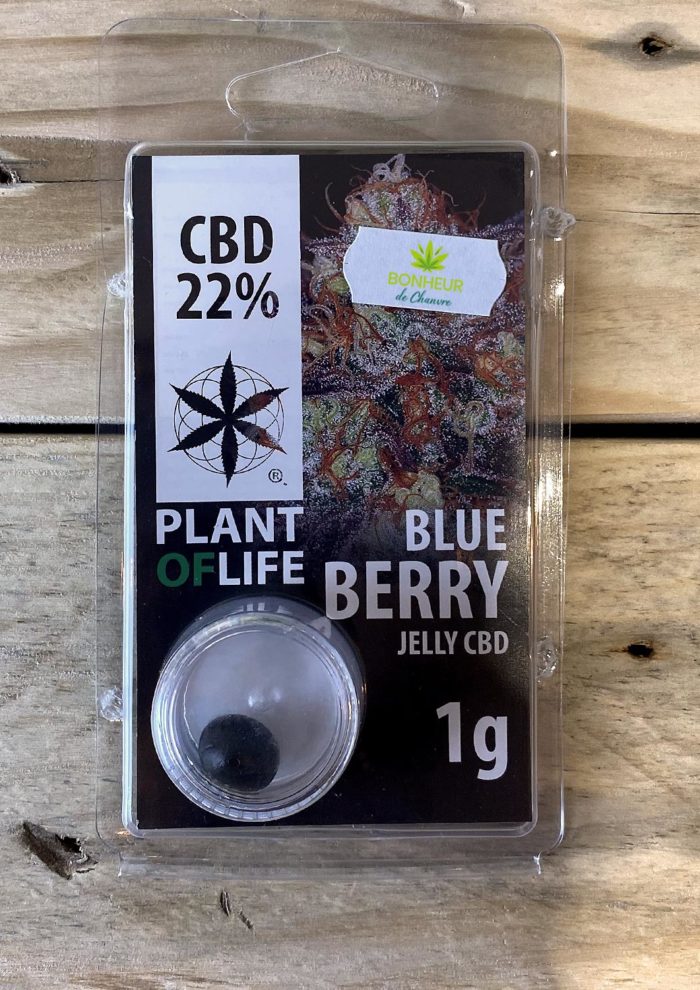 CBD
22%
BONHEUR
de Chanvre
®
PLANT
OFLIFE
BLUE
BERRY
JELLY CBD
1g